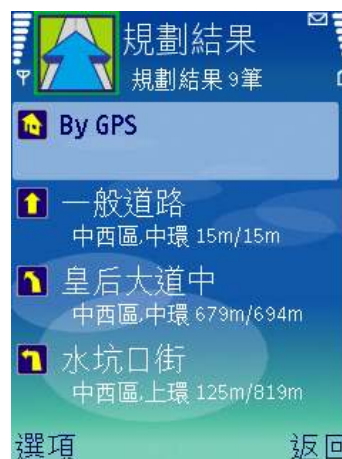 規劃結果
規劃結果 9筆
By GPS
一般道路
中西區,中環 15m/15m
皇后大道中
中西區,中環 679m/694m
水坑口街
中西區,上環 125m/819m
選項 返回